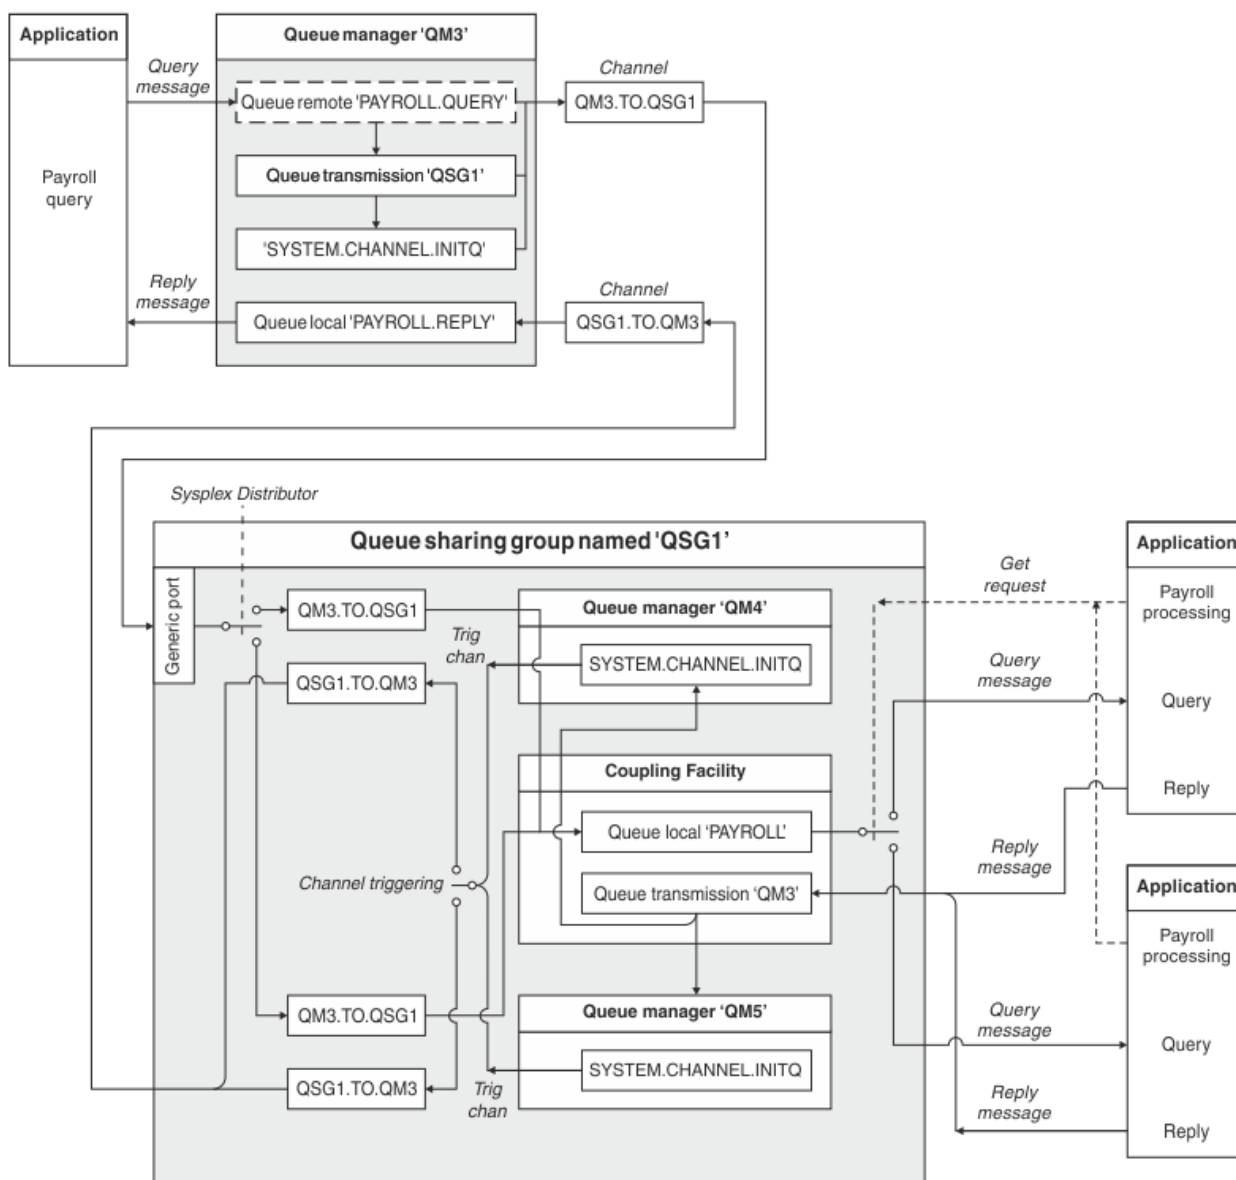 Application
Queue manager 'QM3’
Query
message
Channel
Queue remote 'PAYROLL.QUERY'
QM3.TO.QSG1
Payroll
query
Queue transmission 'QSG1’
'SYSTEM.CHANNEL.INITQ'
Reply
message
Channel
Queue local 'PAYROLL.REPLY'
QSG1.TO.QM3
Sysplex Distributor
Queue sharing group named 'QSG1’
Generic port
QM3.TO.QSG1
QSG1.TO.QM3
Trig
chan
Queue manager ‘QM4’
SYSTEM.CHANNEL.INITQ
Coupling Facility
Queue local ‘PAYROLL’
Queue transmission ‘QM3’
Channel triggering
QM3.TO.QSG1
QSG1.TO.QM3
Trig
chan
Queue manager ‘QM5’
SYSTEM.CHANNEL.INITQ
Get
request
Query
message
Reply
message
Application
Payroll
processing
Query
Reply
Application
Payroll
processing
Query
message
Query
Reply
message
Reply